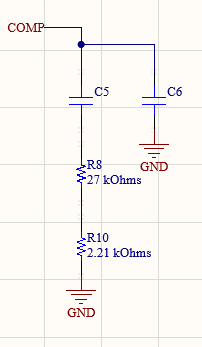 COMP
C5
C6
GND
R8
27 kOhms
R10
2.21 kOhms
GND